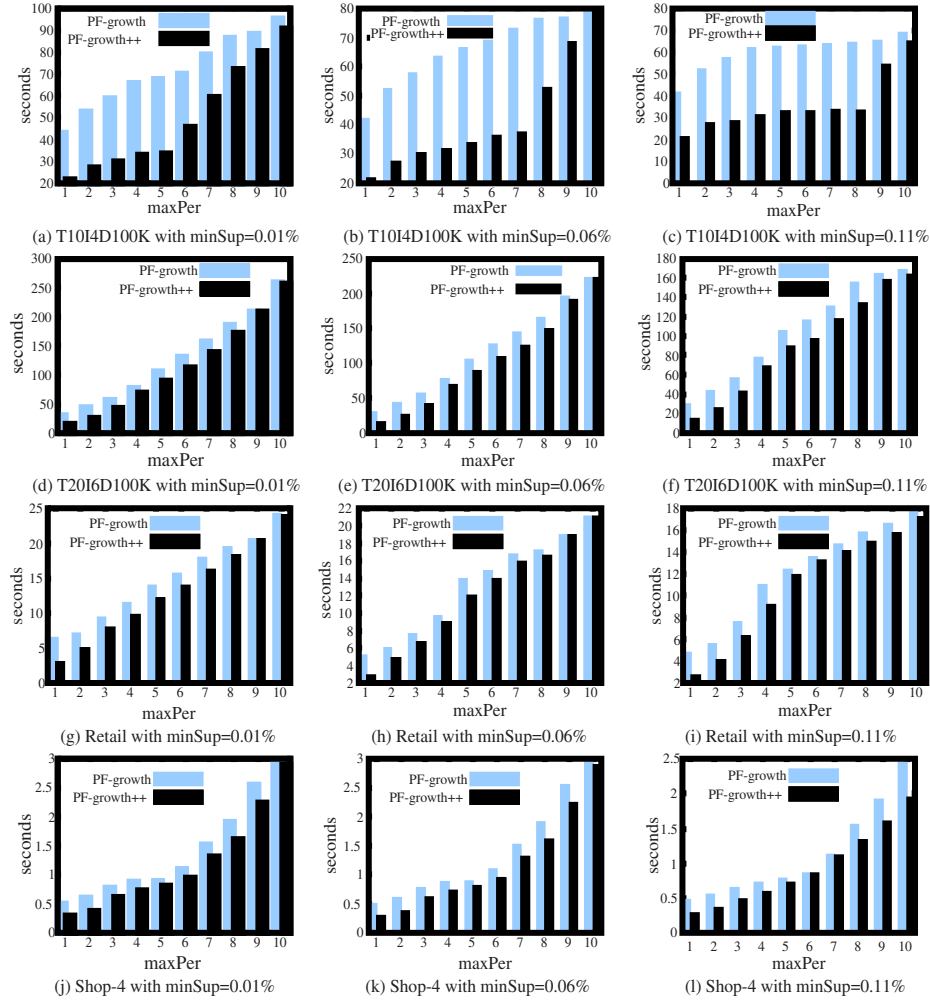 100
90
80
70
60
50
40
30
20
seconds
PF-growth
PF-growth++
1 2 3 4 5 6 7 8 9 10
maxPer
(a) T10I4D100K with minSup=0.01%
80
70
60
50
40
30
20
seconds
PF-growth
PF-growth++
1 2 3 4 5 6 7 8 9 10
maxPer
(b) T10I4D100K with minSup=0.06%
80
70
60
50
40
30
20
10
0
seconds
PF-growth
PF-growth++
1 2 3 4 5 6 7 8 9 10
maxPer
(c) T10I4D100K with minSup=0.11%
300
250
200
150
100
50
0
seconds
PF-growth
PF-growth++
1 2 3 4 5 6 7 8 9 10
maxPer
(d) T20I6D100K with minSup=0.01%
250
200
150
100
50
0
seconds
PF-growth
PF-growth++
1 2 3 4 5 6 7 8 9 10
maxPer
(e) T20I6D100K with minSup=0.06%
180
160
140
120
100
80
60
40
20
0
seconds
PF-growth
PF-growth++
1 2 3 4 5 6 7 8 9 10
maxPer
(f) T20I6D100K with minSup=0.11%
25
20
15
10
5
0
seconds
PF-growth
PF-growth++
1 2 3 4 5 6 7 8 9 10
maxPer
(g) Retail with minSup=0.01%
22
20
18
16
14
12
10
8
6
4
2
seconds
PF-growth
PF-growth++
1 2 3 4 5 6 7 8 9 10
maxPer
(h) Retail with minSup=0.06%
18
16
14
12
10
8
6
4
2
seconds
PF-growth
PF-growth++
1 2 3 4 5 6 7 8 9 10
maxPer
(i) Retail with minSup=0.11%
3
2.5
2
1.5
1
0.5
0
seconds
PF-growth
PF-growth++
1 2 3 4 5 6 7 8 9 10
maxPer
(j) Shop-4 with minSup=0.01%
3
2.5
2
1.5
1
0.5
0
seconds
PF-growth
PF-growth++
1 2 3 4 5 6 7 8 9 10
maxPer
(k) Shop-4 with minSup=0.06%
2.5
2
1.5
1
0.5
0
seconds
PF-growth
PF-growth++
1 2 3 4 5 6 7 8 9 10
maxPer
(l) Shop-4 with minSup=0.11%